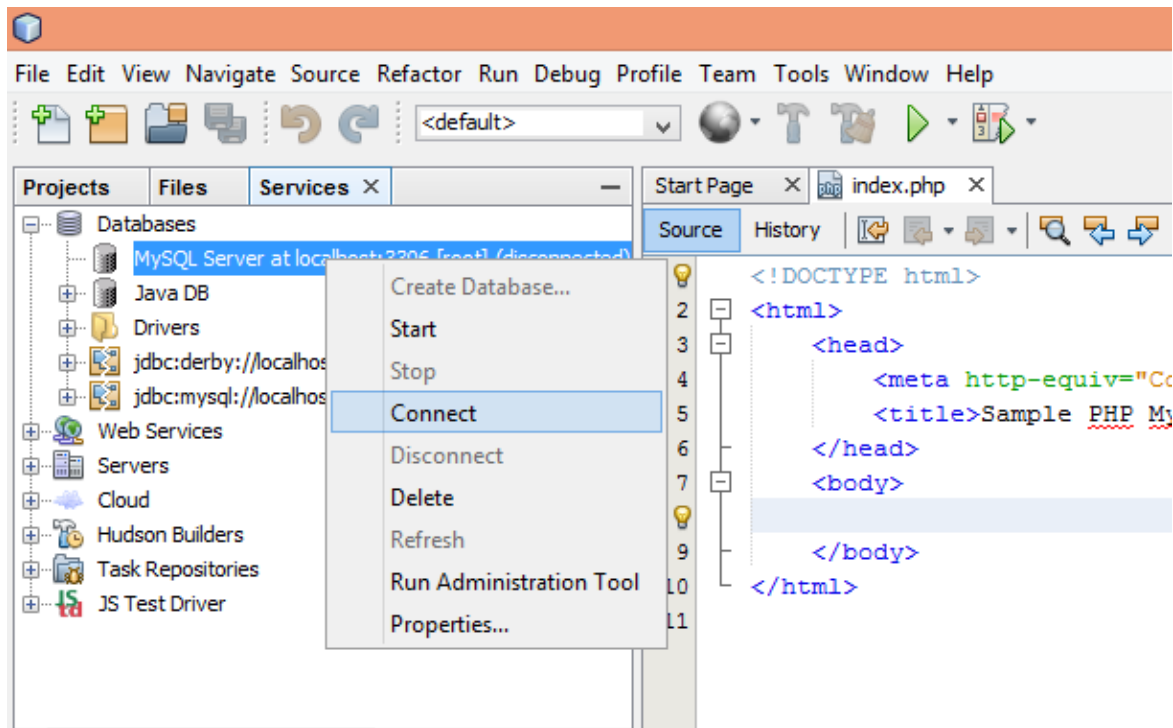 File Edit View Navigate Source Refactor Run Debug Profile Team Tools Window Help
<default>
Projects Files Services
Start Page index.php
Databases
Source History
MySQL Server at localhost:3306 [root] (disconnected)
Java DB
Drivers
jdbc:derby://localhos
jdbc:mysql://localhos
Web Services
Servers
Cloud
Hudson Builders
Task Repositories
JS Test Driver
Create Database...
Start
Stop
Connect
Disconnect
Delete
Refresh
Run Administration Tool
Properties...
<!DOCTYPE html>
2 <html>
3 <head>
4 <meta http-equiv="Co
5 <title>Sample PHP My
6 </head>
7 <body>
9 </body>
10 </html>
11